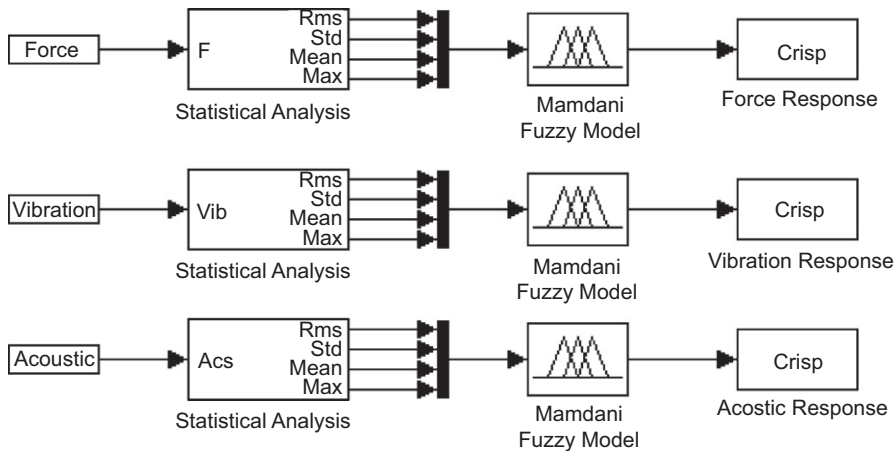 Force
F
Rms
Std
Mean
Max
Statistical Analysis
Mamdani
Fuzzy Model
Crisp
Force Response
Vibration
Vib
Rms
Std
Mean
Max
Statistical Analysis
Mamdani
Fuzzy Model
Crisp
Vibration Response
Acoustic
Acs
Rms
Std
Mean
Max
Statistical Analysis
Mamdani
Fuzzy Model
Crisp
Acostic Response